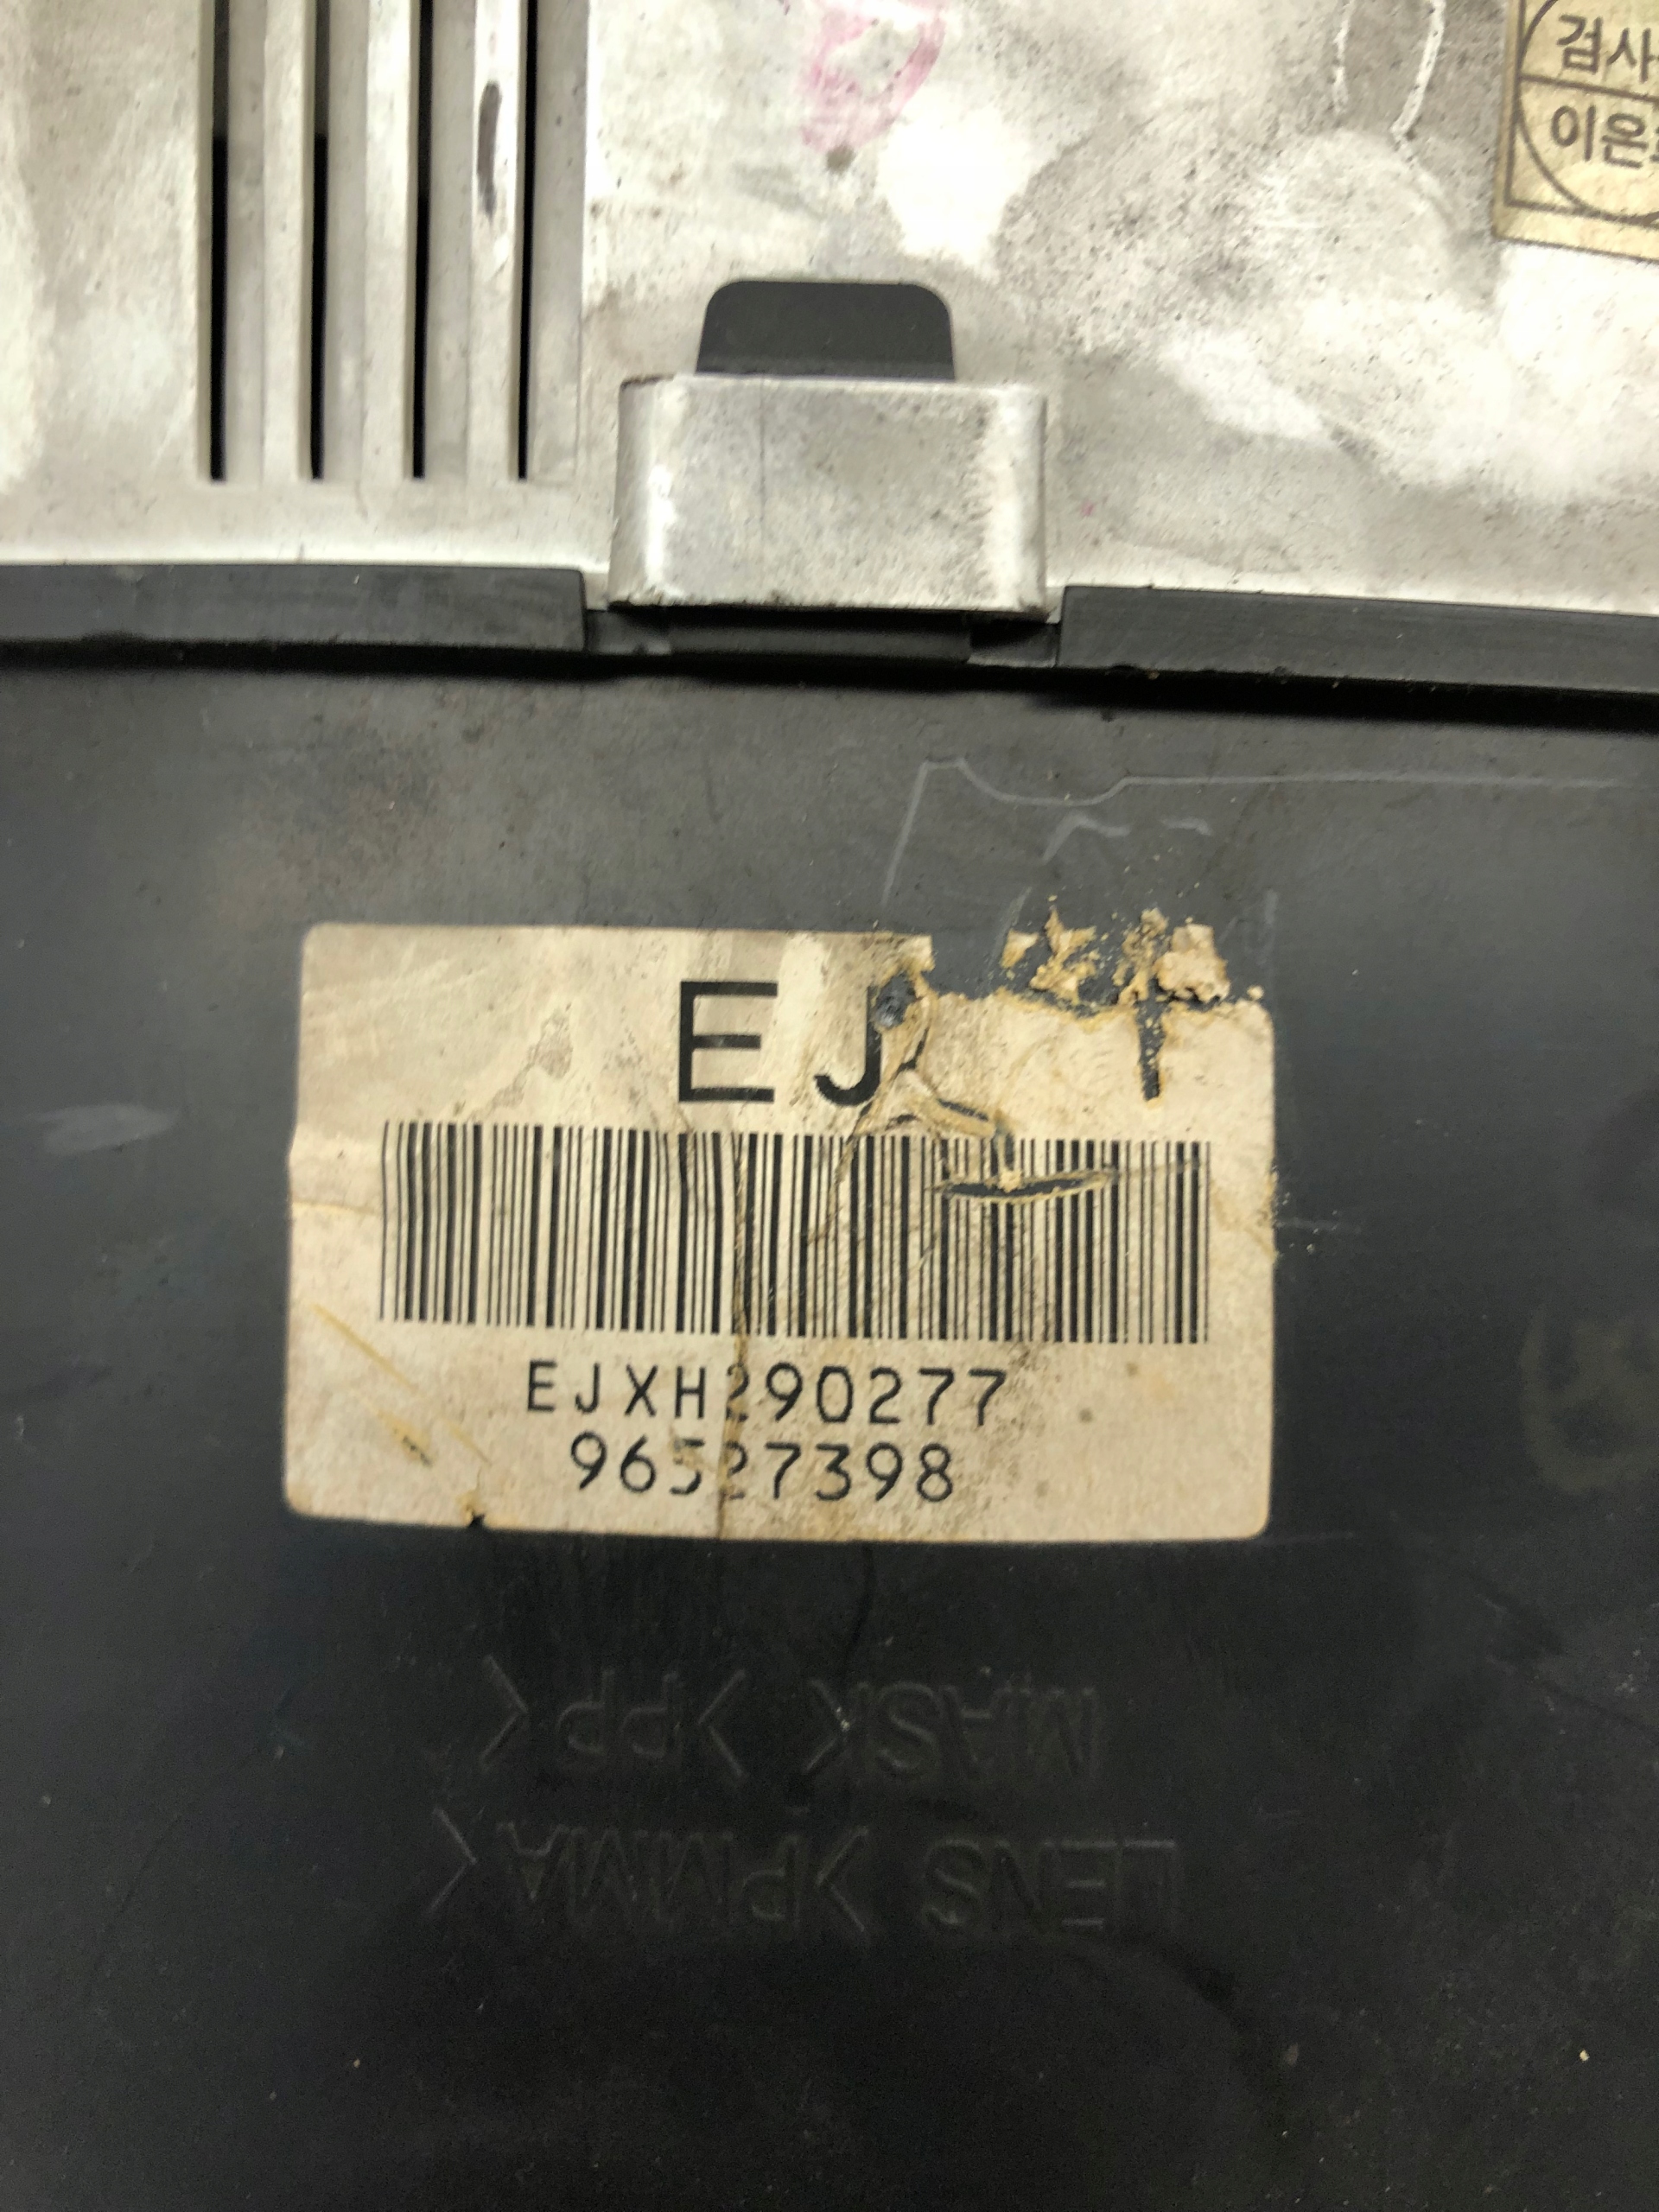 검사
이은
EJ
EJXH290277
96527398
MASK >PP<
LENS >PMMA<